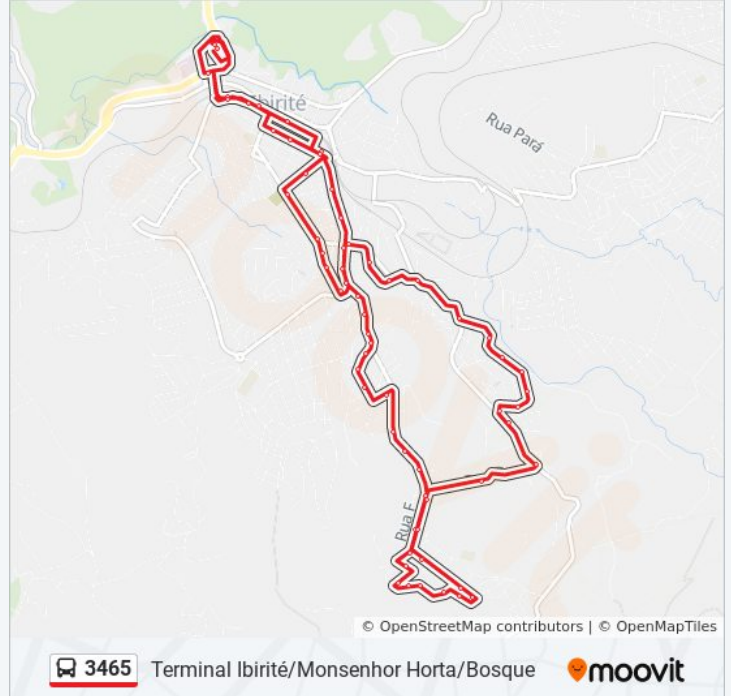 Ibirité
Rua Pará
Rua F
© OpenStreetMap contributors | © OpenMapTiles
3465 Terminal Ibirité/Monsenhor Horta/Bosque moovit